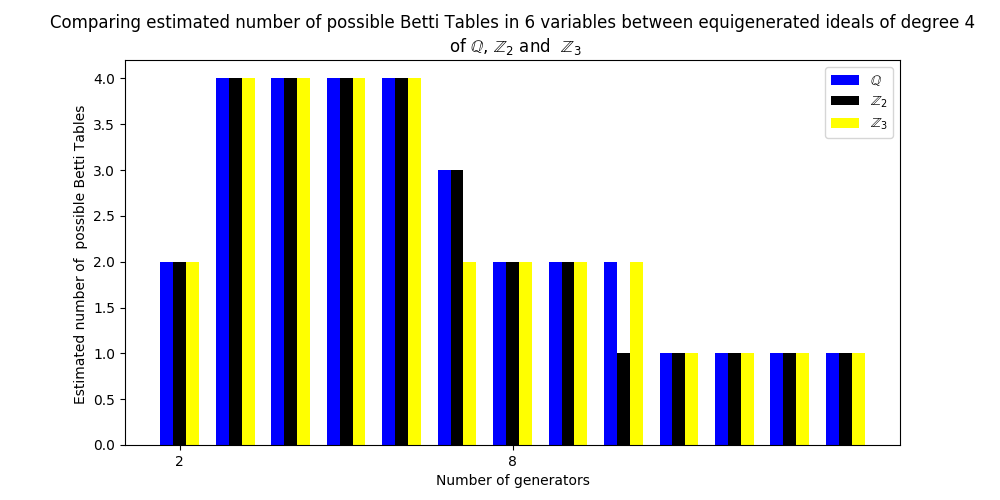 Comparing estimated number of possible Betti Tables in 6 variables between equigenerated ideals of degree 4
of ℚ, ℤ₂ and ℤ₃
ℚ
ℤ₂
ℤ₃
Estimated number of possible Betti Tables
4.0
3.5
3.0
2.5
2.0
1.5
1.0
0.5
0.0
2
8
Number of generators